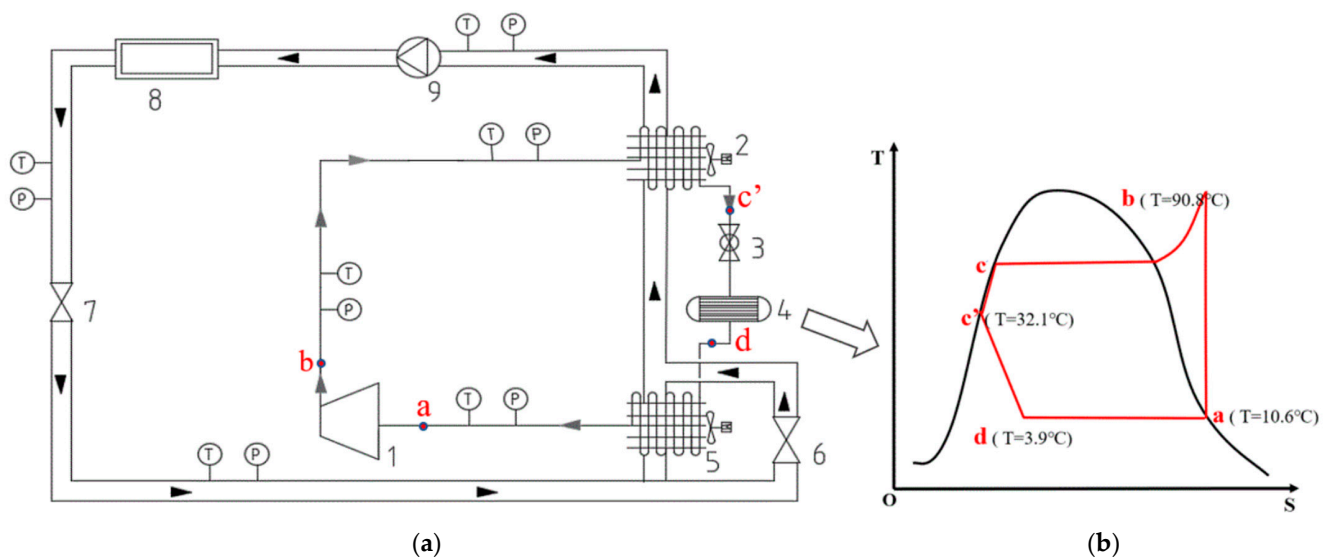 T P
8
9
T P
2
T
P
c'
3
T
b ( T=90.8℃)
T
P
7
4
c
c' ( T=32.1℃)
d
b
a
T P
1
5
6
a ( T=10.6℃)
d ( T=3.9℃)
T P
O
S
(a)
(b)